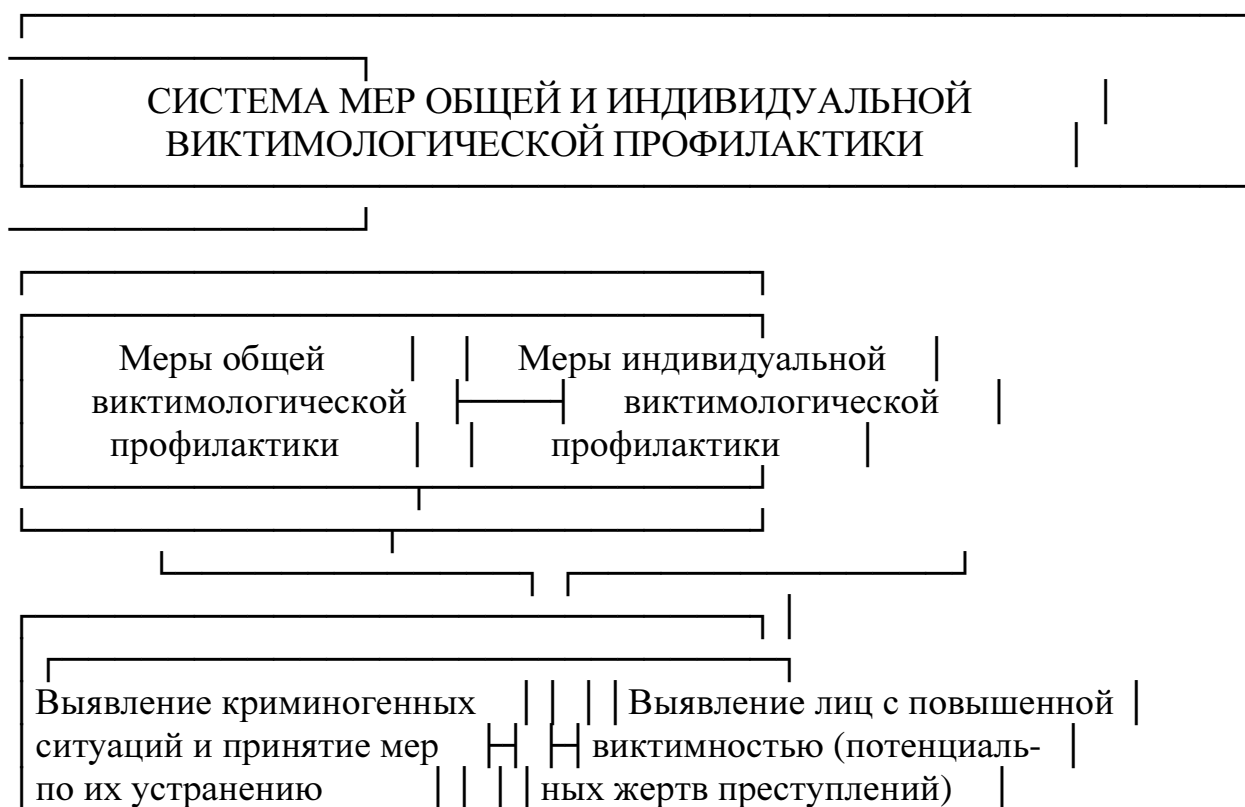 СИСТЕМА МЕР ОБЩЕЙ И ИНДИВИДУАЛЬНОЙ
ВИКТИМОЛОГИЧЕСКОЙ ПРОФИЛАКТИКИ
Меры общей Меры индивидуальной
виктимологической виктимологической
профилактики профилактики
Выявление криминогенных Выявление лиц с повышенной
ситуаций и принятие мер виктимностью (потенциаль-
по их устранению ных жертв преступлений)